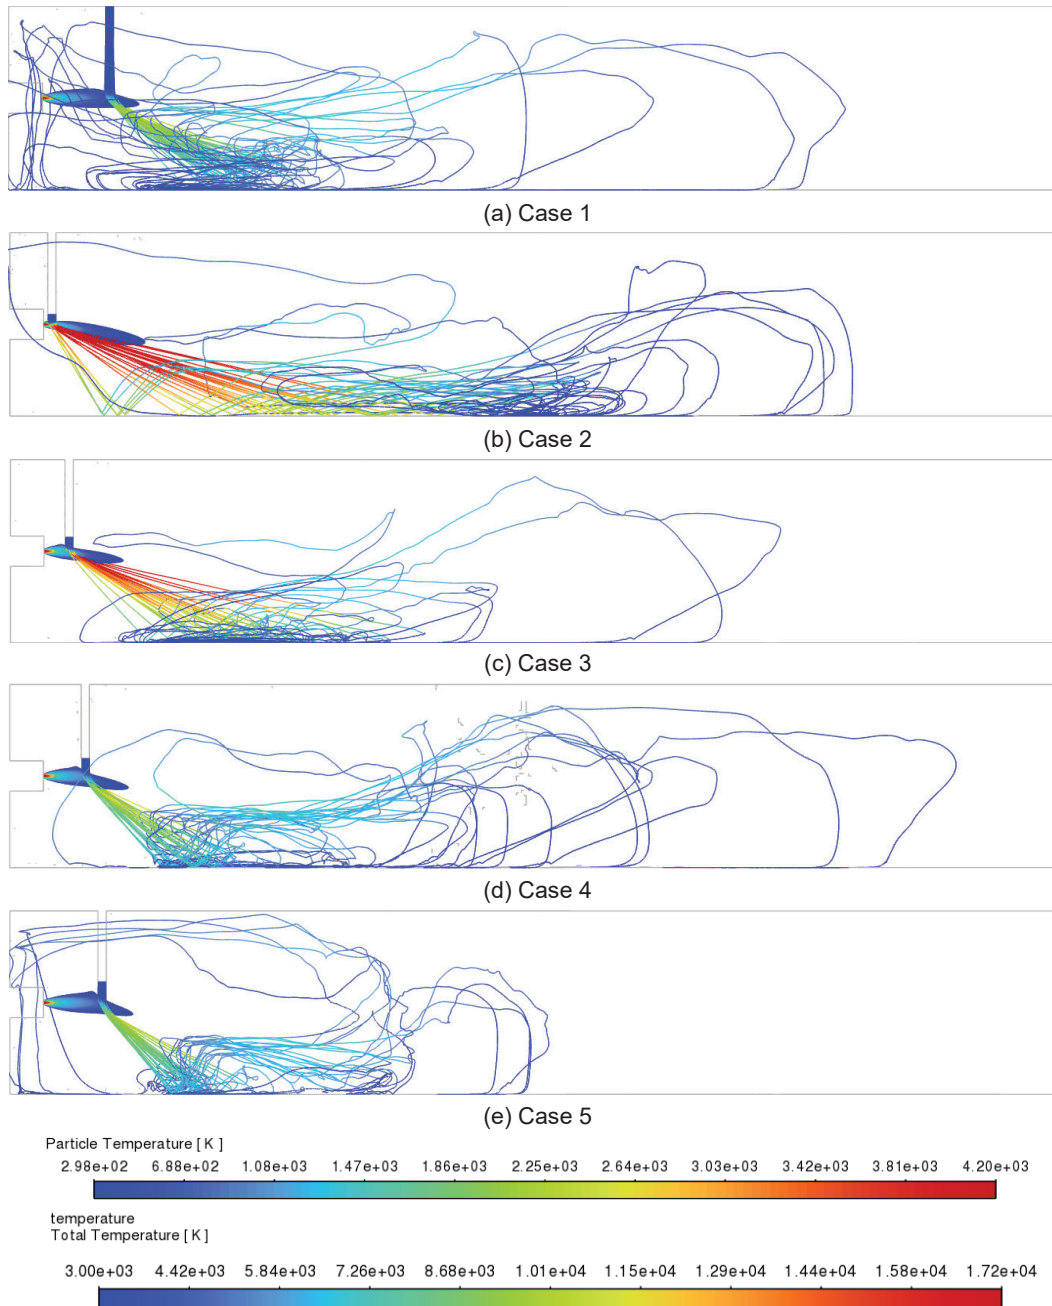 (a) Case 1
(b) Case 2
(c) Case 3
(d) Case 4
(e) Case 5
Particle Temperature [ K ]
2.98e+02 6.88e+02 1.08e+03 1.47e+03 1.86e+03 2.25e+03 2.64e+03 3.03e+03 3.42e+03 3.81e+03 4.20e+03
temperature
Total Temperature [ K ]
3.00e+03 4.42e+03 5.84e+03 7.26e+03 8.68e+03 1.01e+04 1.15e+04 1.29e+04 1.44e+04 1.58e+04 1.72e+04